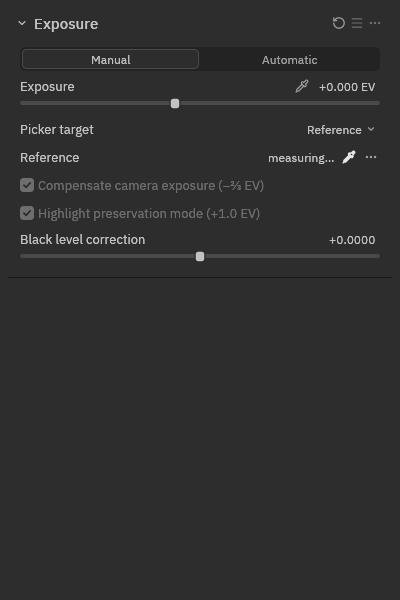 Exposure
Manual
Automatic
Exposure
+0.000 EV
Picker target
Reference
Reference
measuring...
Compensate camera exposure (−⅔ EV)
Highlight preservation mode (+1.0 EV)
Black level correction
+0.0000